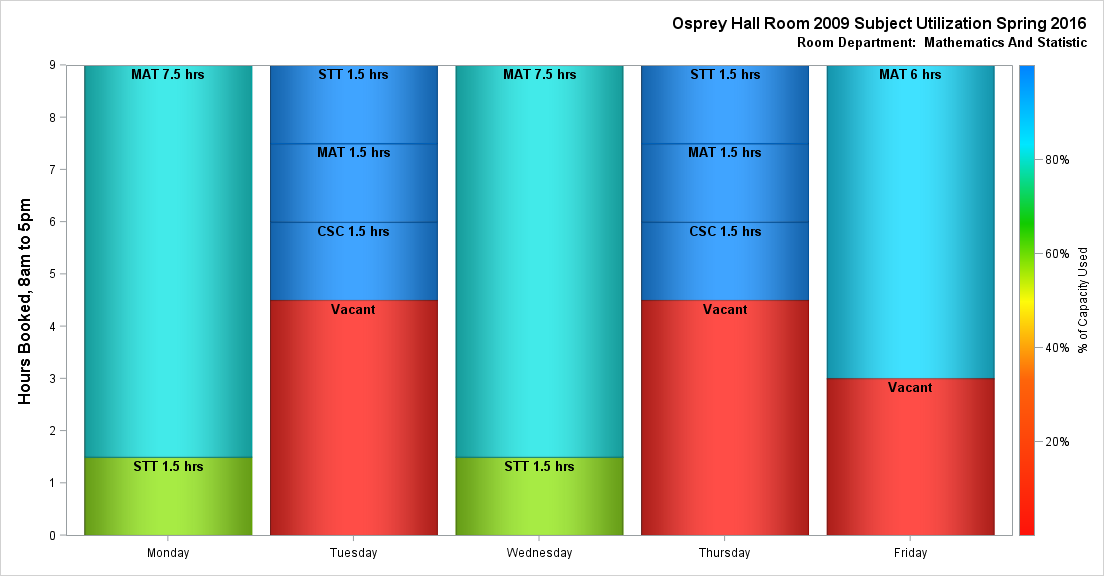 Osprey Hall Room 2009 Subject Utilization Spring 2016
Room Department:  Mathematics And Statistic
Hours Booked, 8am to 5pm
9
8
7
6
5
4
3
2
1
0
MAT 7.5 hrs
STT 1.5 hrs
STT 1.5 hrs
MAT 1.5 hrs
CSC 1.5 hrs
Vacant
MAT 7.5 hrs
STT 1.5 hrs
STT 1.5 hrs
MAT 1.5 hrs
CSC 1.5 hrs
Vacant
MAT 6 hrs
Vacant
Monday
Tuesday
Wednesday
Thursday
Friday
80%
60%
40%
20%
% of Capacity Used